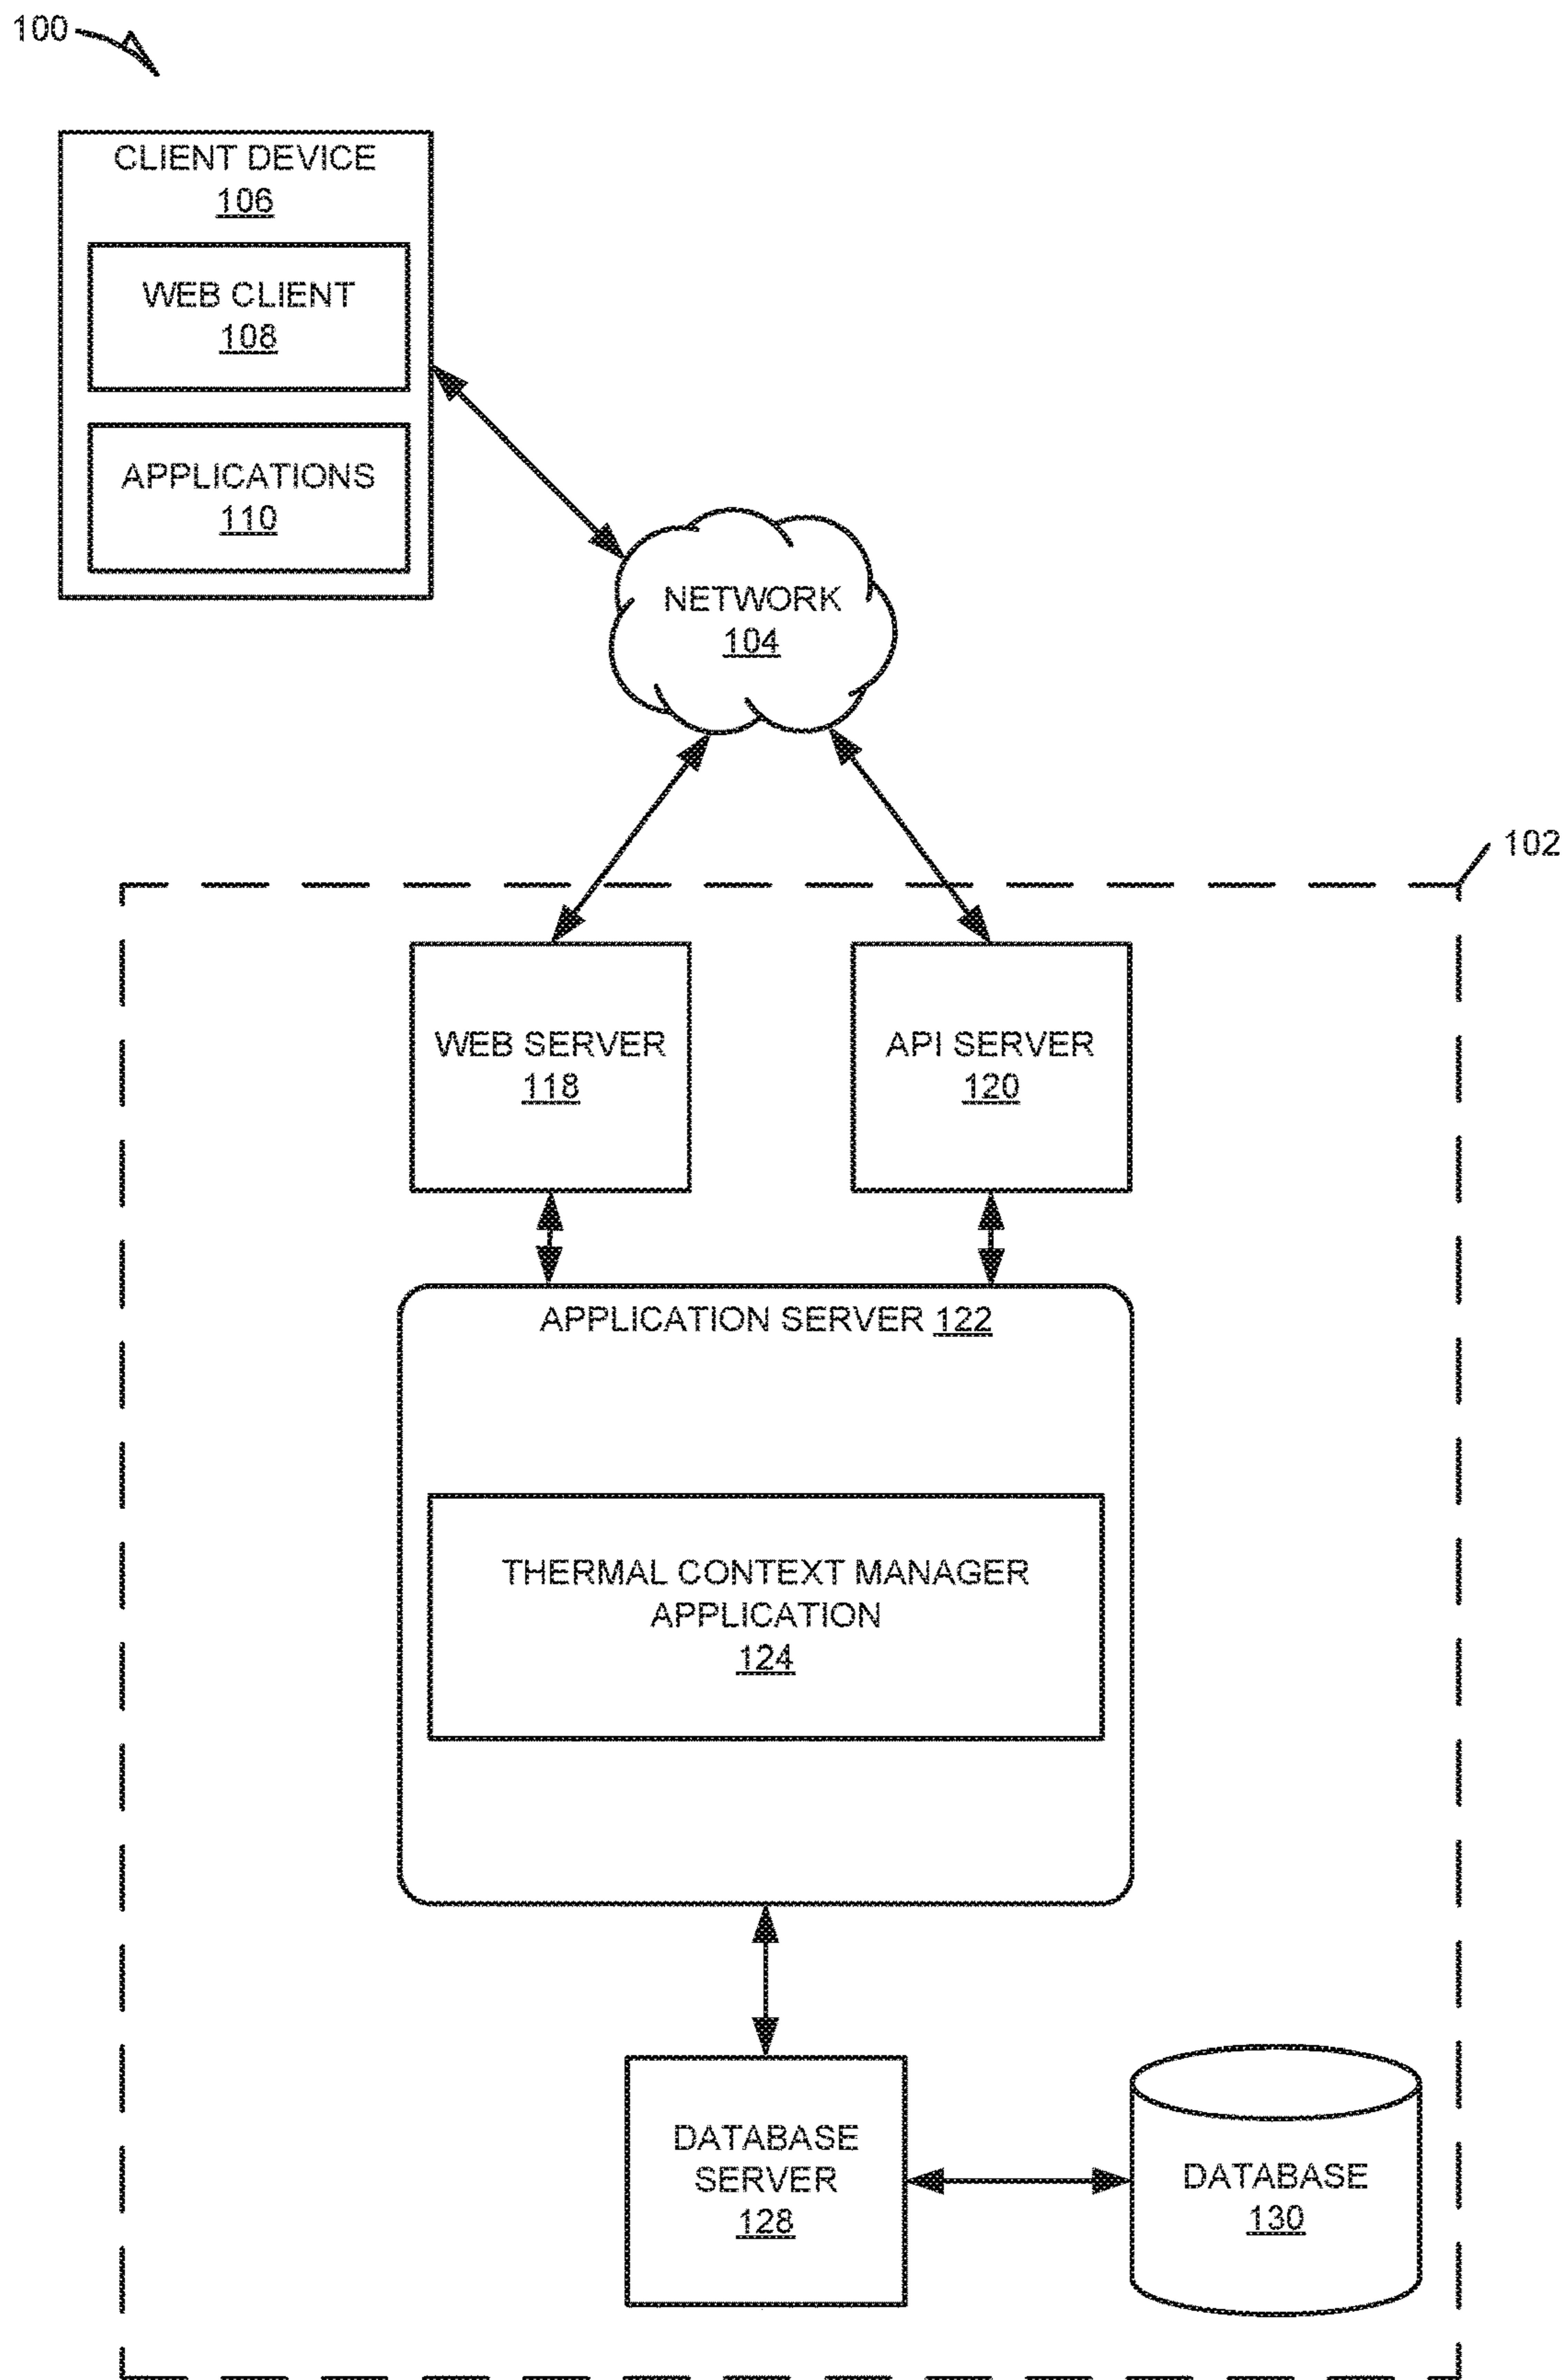 100
CLIENT DEVICE
106
WEB CLIENT
108
APPLICATIONS
110
NETWORK
104
102
WEB SERVER
118
API SERVER
120
APPLICATION SERVER 122
THERMAL CONTEXT MANAGER
APPLICATION
124
DATABASE
SERVER
128
DATABASE
130